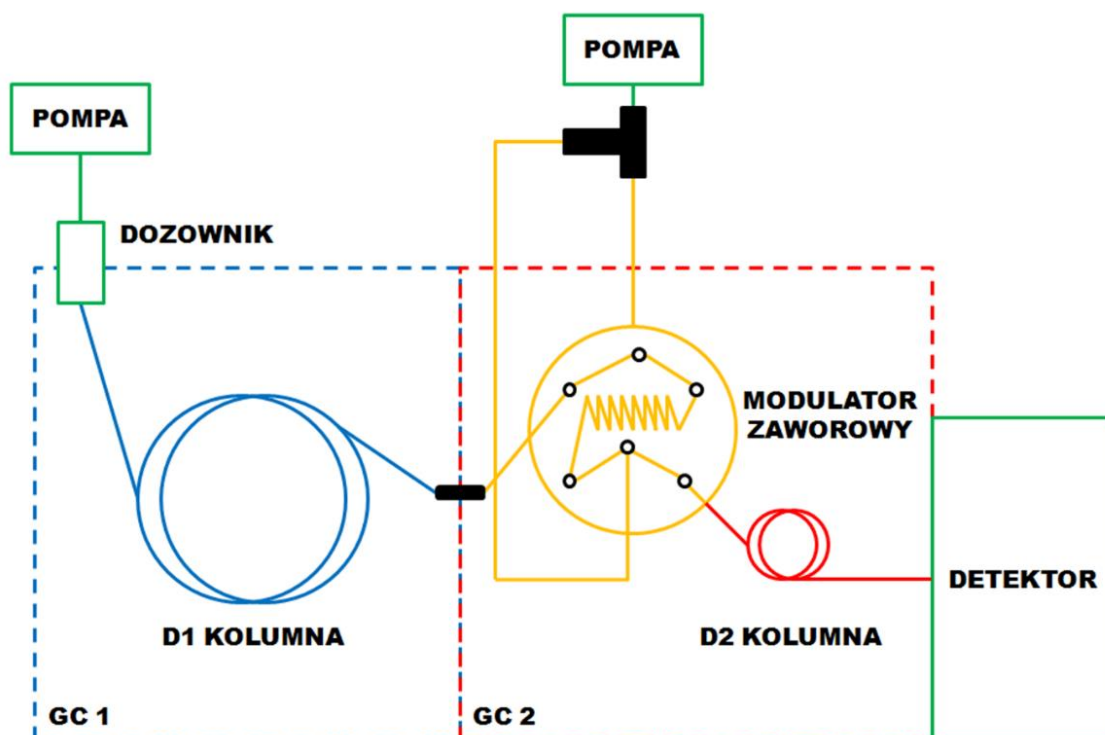 POMPA
POMPA
DOZOWNIK
MODULATOR
ZAWOROWY
DETEKTOR
D1 KOLUMNA
D2 KOLUMNA
GC 1
GC 2